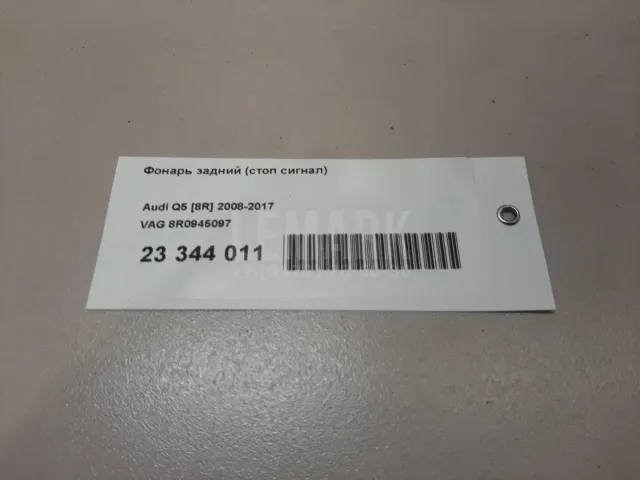 Фонарь задний (стоп сигнал)
Audi Q5 [8R] 2008-2017
VAG 8R0945097
23 344 011